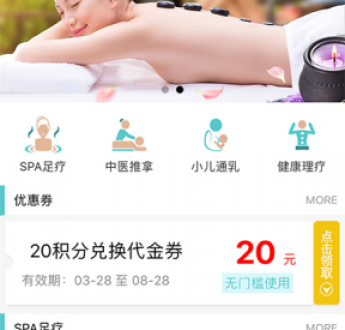 SPA足疗
中医推拿
小儿通乳
健康理疗
优惠券
MORE
20积分兑换代金券
20 元
有效期：03-28 至 08-28
无门槛使用
点击领取
SPA足疗
MORE